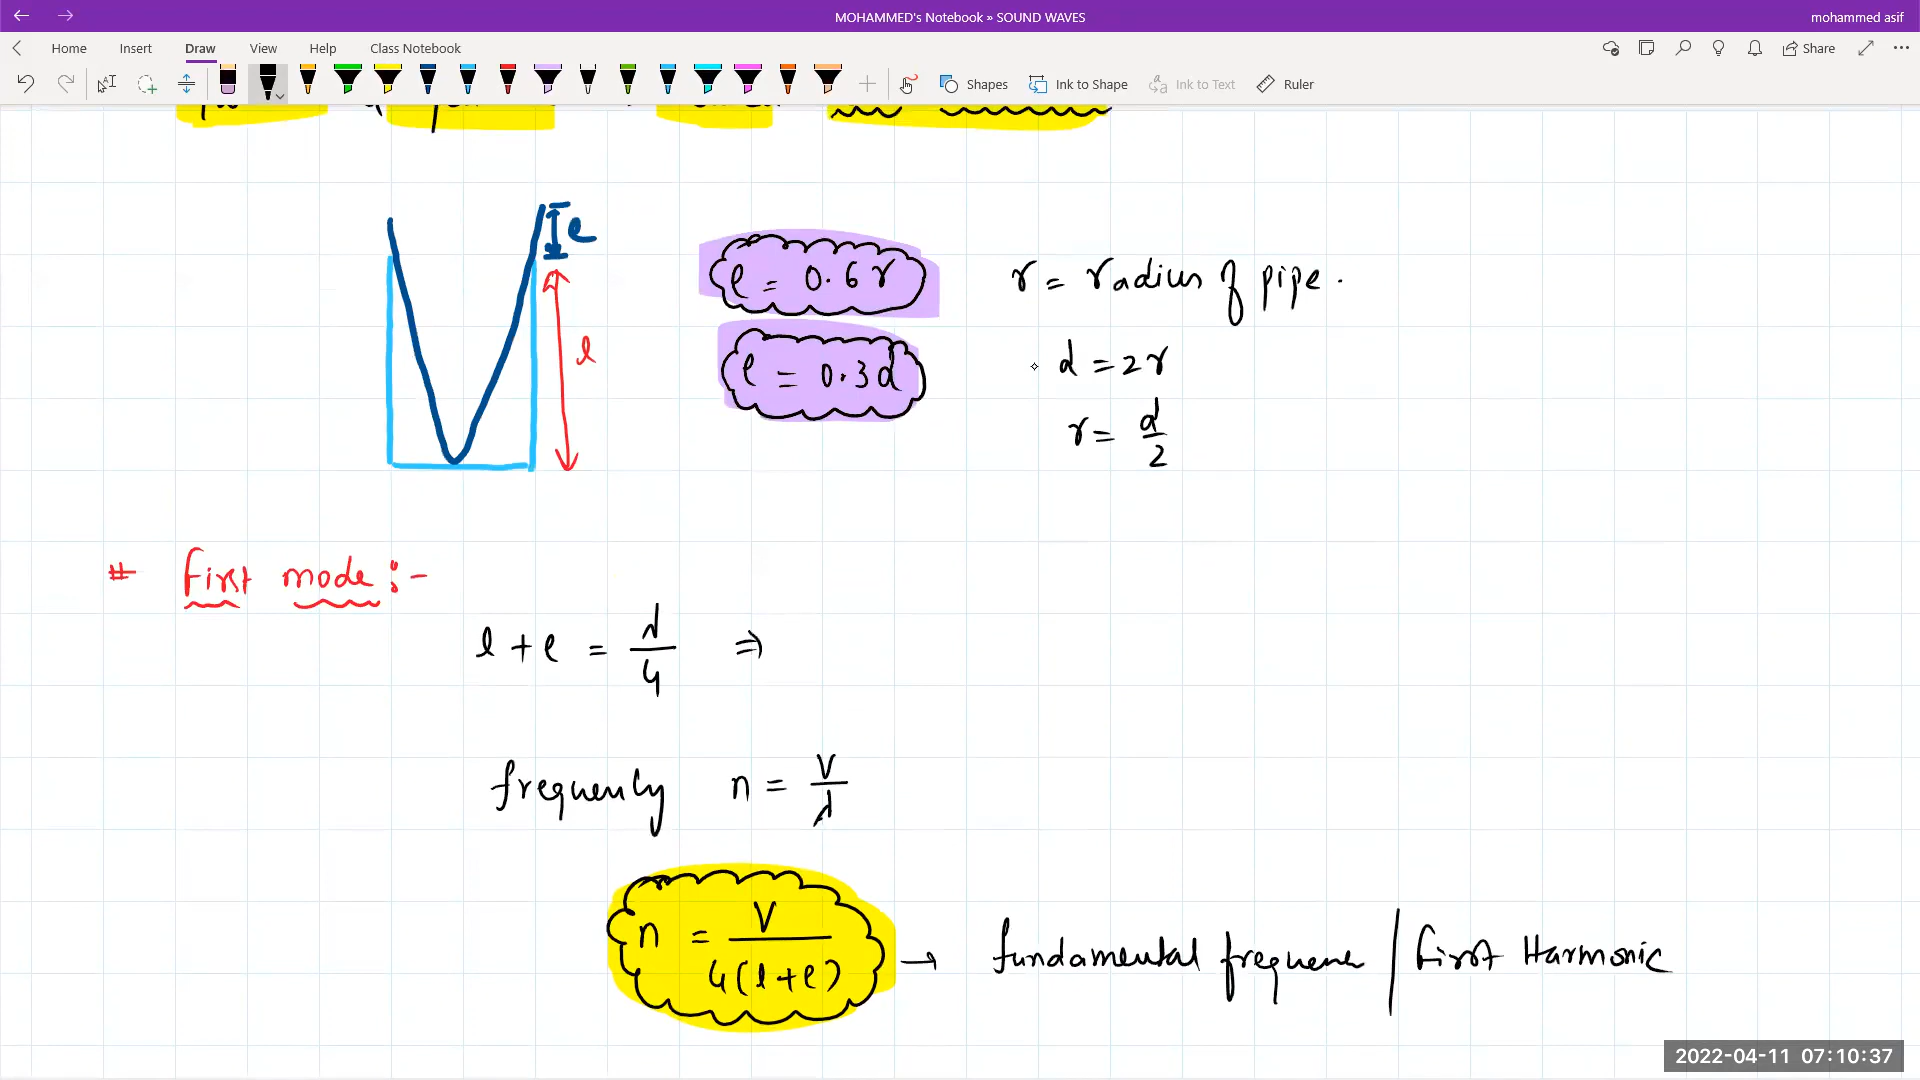 MOHAMMED's Notebook » SOUND WAVES
mohammed asif
Home Insert Draw View Help Class Notebook
Share
Shapes Ink to Shape Ink to Text Ruler
e
l
e = 0.6 r
r = radius of pipe .
e = 0.3d
d = 2r
r = d/2
# First mode :-
l + e = λ/4 ⇒
frequency n = V/λ
n = V/4(l+e) → fundamental frequenc / First Harmonic
2022-04-11 07:10:37